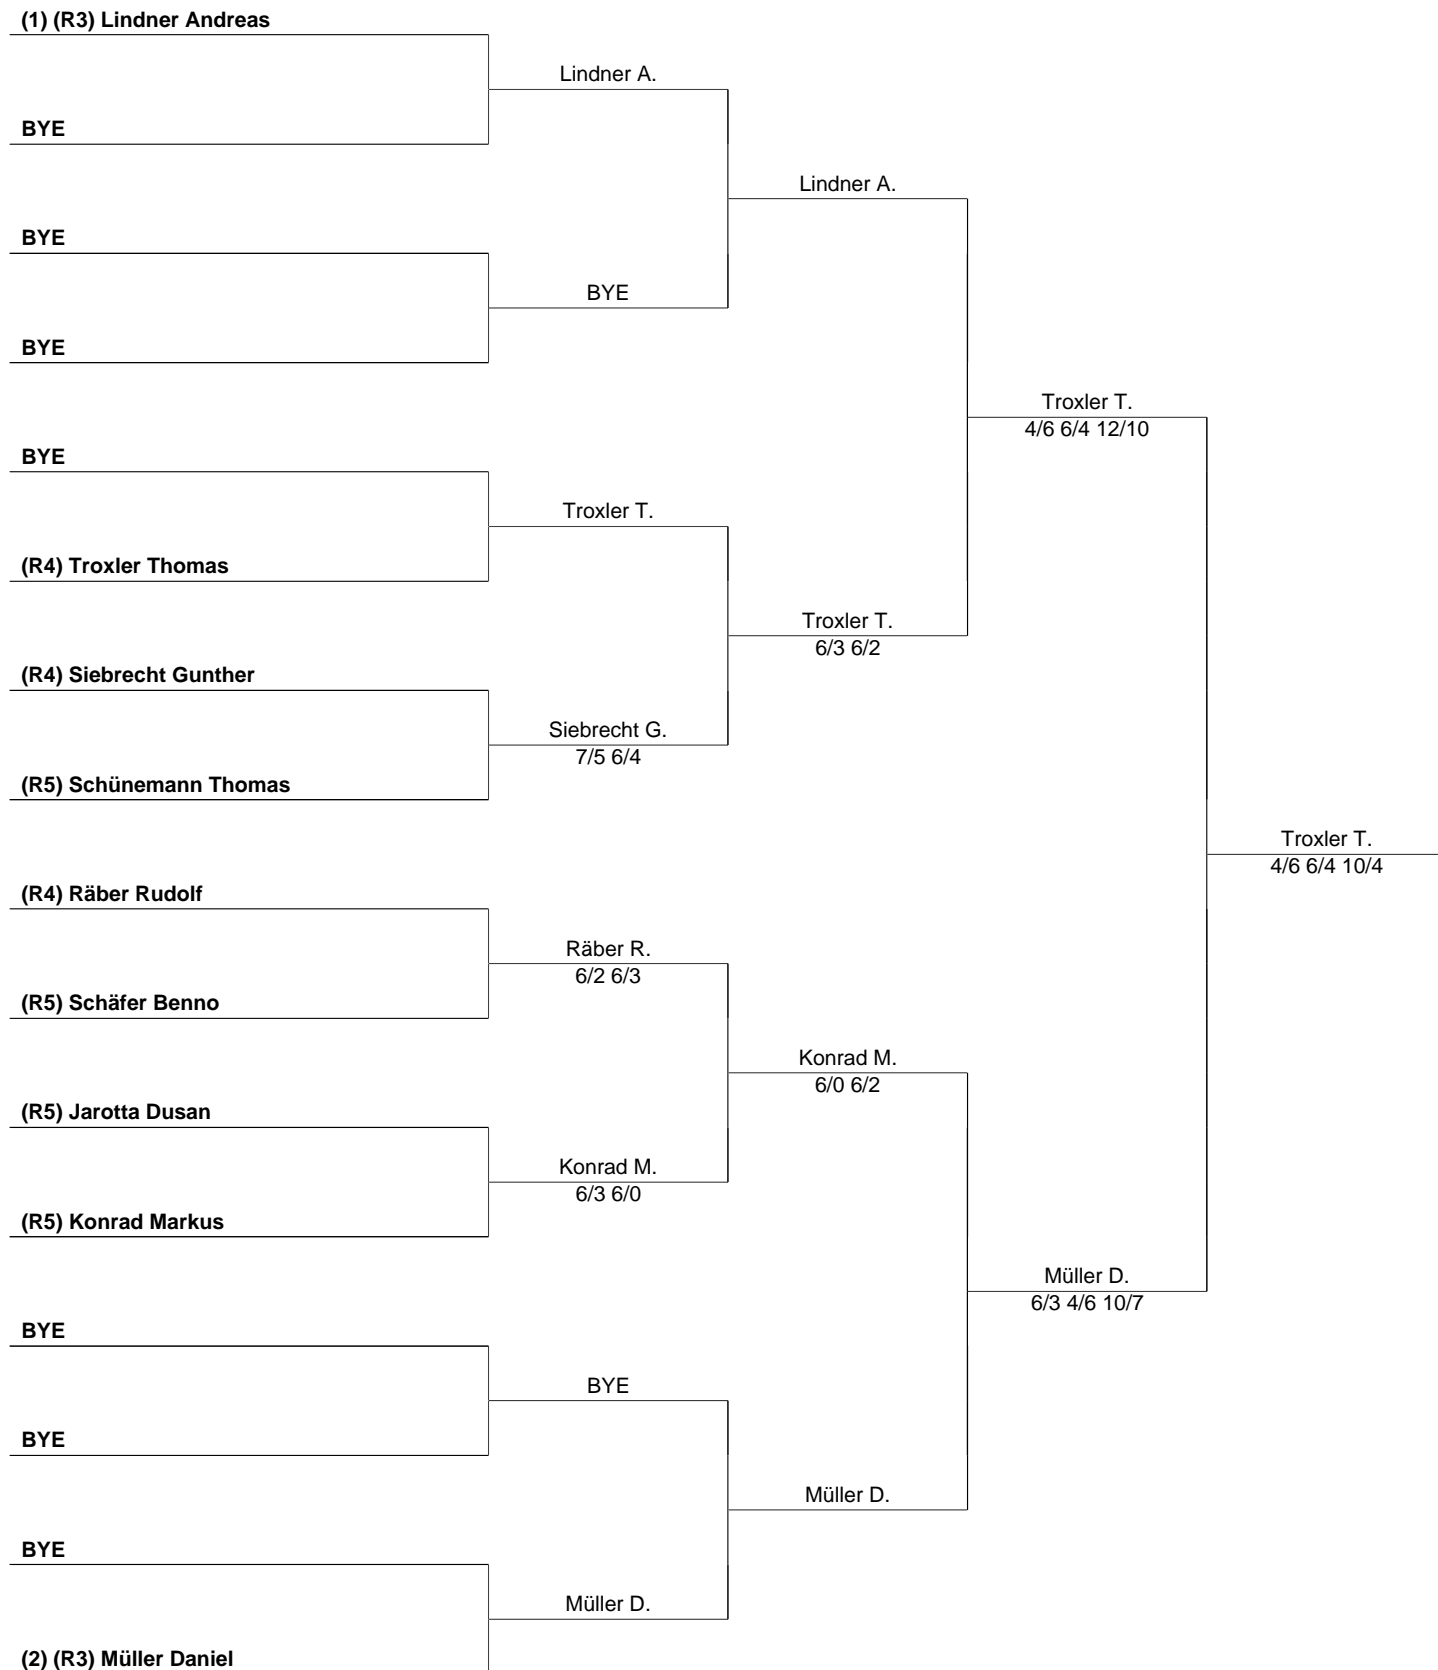 (1) (R3) Lindner Andreas
Lindner A.
BYE
Lindner A.
BYE
BYE
BYE
Troxler T.
4/6 6/4 12/10
BYE
Troxler T.
(R4) Troxler Thomas
Troxler T.
6/3 6/2
(R4) Siebrecht Gunther
Siebrecht G.
7/5 6/4
(R5) Schünemann Thomas
Troxler T.
4/6 6/4 10/4
(R4) Räber Rudolf
Räber R.
6/2 6/3
(R5) Schäfer Benno
Konrad M.
6/0 6/2
(R5) Jarotta Dusan
Konrad M.
6/3 6/0
(R5) Konrad Markus
Müller D.
6/3 4/6 10/7
BYE
BYE
BYE
Müller D.
BYE
Müller D.
(2) (R3) Müller Daniel